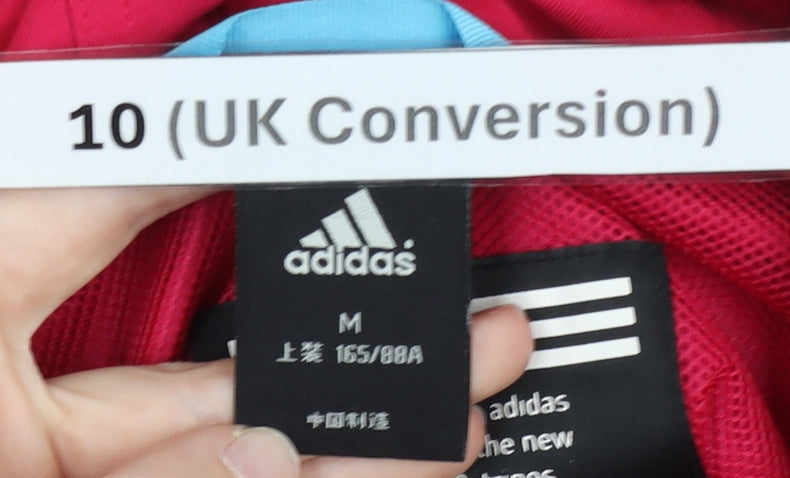 10 (UK Conversion)
adidas
M
上装 165/88A
中国制造
adidas
the new